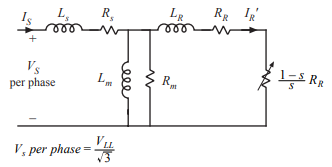 I_s L_s R_s L_R R_R I_R'
+
V_S
per phase
L_m R_m
1-s/s R_R
−
V_s per phase = V_LL/√3